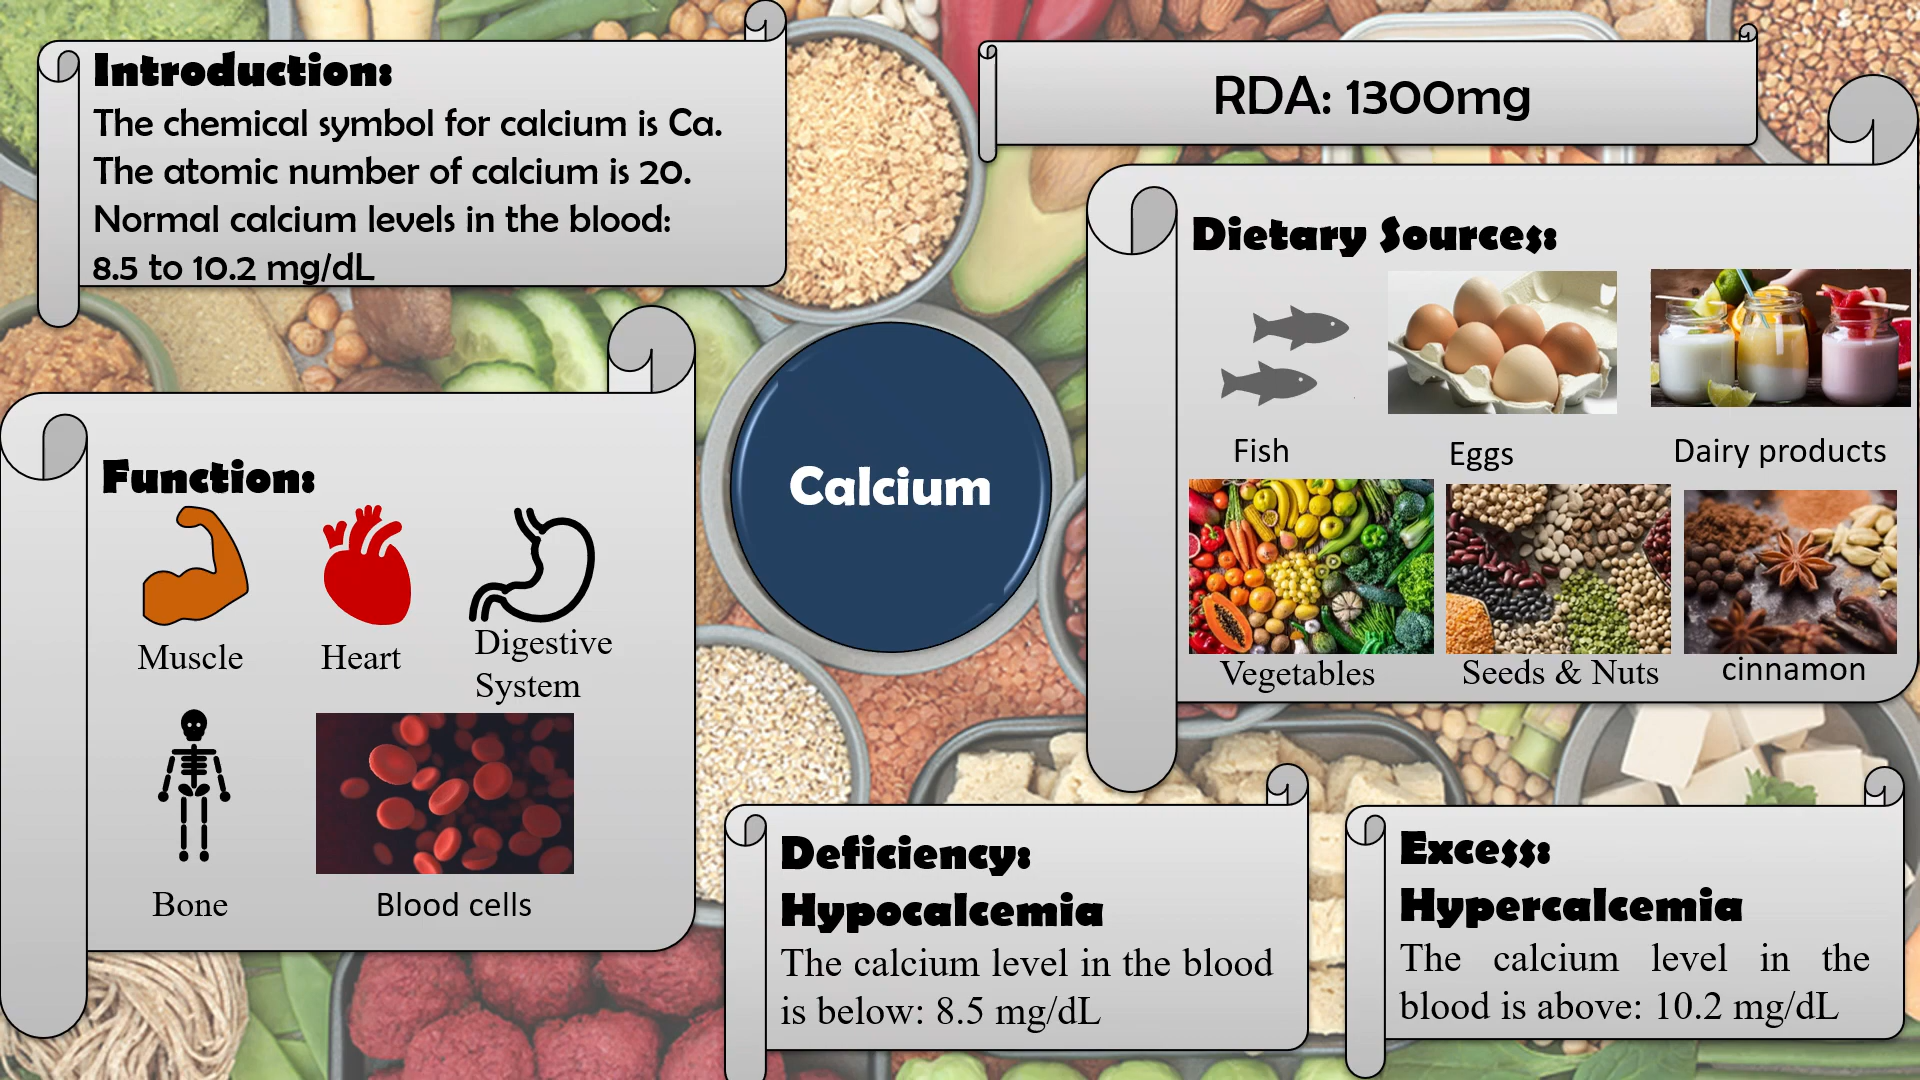 Introduction:
The chemical symbol for calcium is Ca.
The atomic number of calcium is 20.
Normal calcium levels in the blood:
8.5 to 10.2 mg/dL
RDA: 1300mg
Function:
Muscle
Heart
Digestive
System
Bone
Blood cells
Calcium
Dietary Sources:
Fish
Eggs
Dairy products
Vegetables
Seeds & Nuts
cinnamon
Deficiency:
Hypocalcemia
The calcium level in the blood
is below: 8.5 mg/dL
Excess:
Hypercalcemia
The calcium level in the
blood is above: 10.2 mg/dL